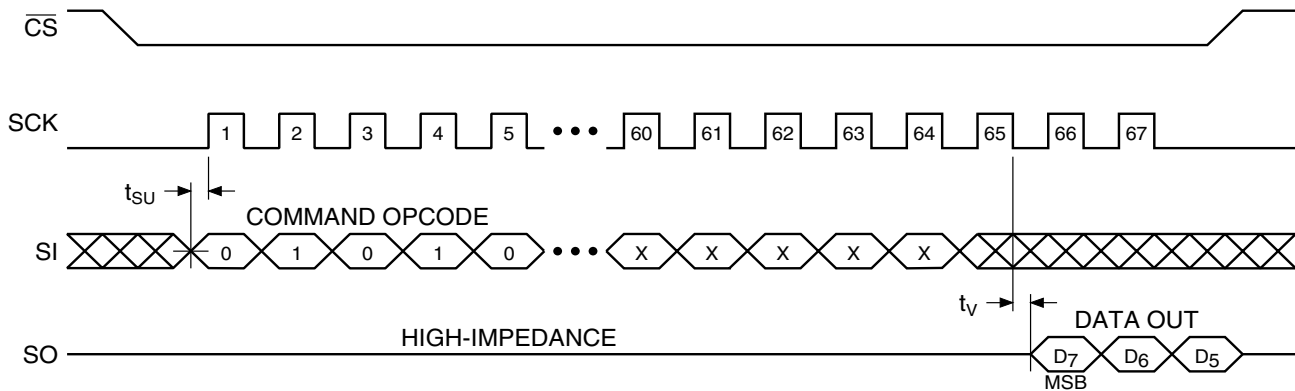 CS
SCK 1 2 3 4 5 ••• 60 61 62 63 64 65 66 67
tSU
COMMAND OPCODE
SI 0 1 0 1 0 ••• X X X X X
tV
HIGH-IMPEDANCE
DATA OUT
SO D7 D6 D5
MSB